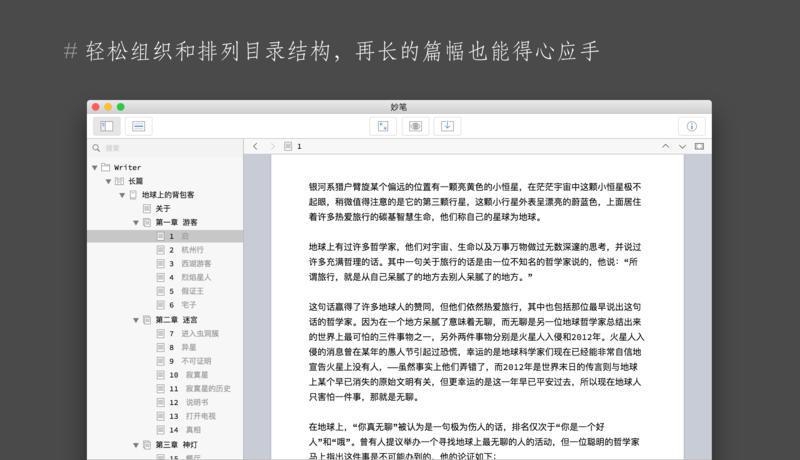 # 轻松组织和排列目录结构，再长的篇幅也能得心应手
妙笔
搜索
1
Writer
长篇
地球上的背包客
关于
第一章 游客
1 启
2 杭州行
3 西湖游客
4 烈焰星人
5 假证王
6 宅子
第二章 迷宫
7 进入虫洞簇
8 异星
9 不可证明
10 寂寞星
11 寂寞星的历史
12 说明书
13 打开电视
14 真相
第三章 神灯
15 餐厅
银河系猎户臂旋某个偏远的位置有一颗亮黄色的小恒星，在茫茫宇宙中这颗小恒星极不
起眼，稍微值得注意的是它的第三颗行星，这颗小行星外表呈漂亮的蔚蓝色，上面居住
着许多热爱旅行的碳基智慧生命，他们称自己的星球为地球。
地球上有过许多哲学家，他们对宇宙、生命以及万事万物做过无数深邃的思考，并说过
许多充满哲理的话。其中一句关于旅行的话是由一位不知名的哲学家说的，他说：“所
谓旅行，就是从自己呆腻了的地方去别人呆腻了的地方。”
这句话赢得了许多地球人的赞同，但他们依然热爱旅行，其中也包括那位最早说出这句
话的哲学家。因为在一个地方呆腻了意味着无聊，而无聊是另一位地球哲学家总结出来
的世界上最可怕的三件事物之一，另外两件事物分别是火星人入侵和2012年。火星人入
侵的消息曾在某年的愚人节引起过恐慌，幸运的是地球科学家们现在已经能非常自信地
宣告火星上没有人，——虽然事实上他们弄错了，而2012年是世界末日的传言则与地球
上某个早已消失的原始文明有关，但更幸运的是这一年早已平安过去，所以现在地球人
只害怕一件事，那就是无聊。
在地球上，“你真无聊”被认为是一句极为伤人的话，排名仅次于“你是一个好
人”和“哦”。曾有人提议举办一个寻找地球上最无聊的人的活动，但一位聪明的哲学家
马上指出这件事是不可能办到的，他的论证如下：